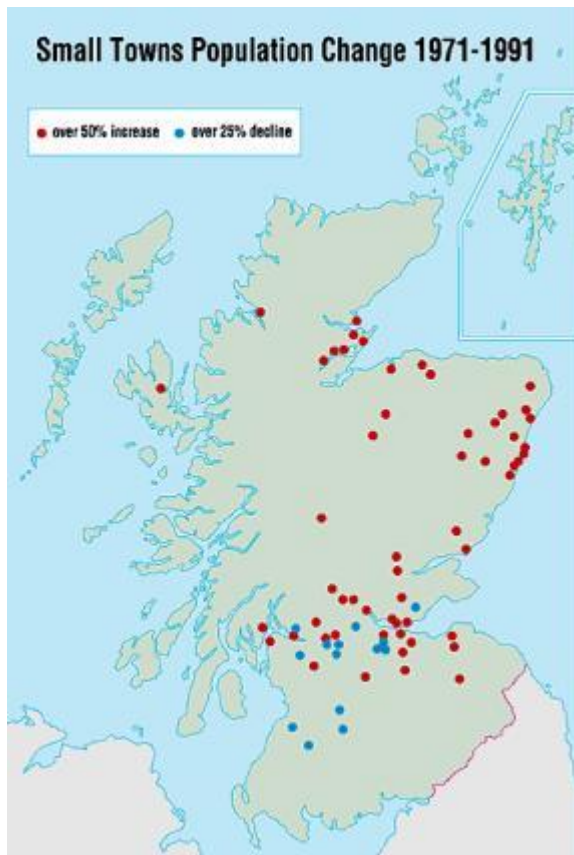 Small Towns Population Change 1971-1991
over 50% increase over 25% decline